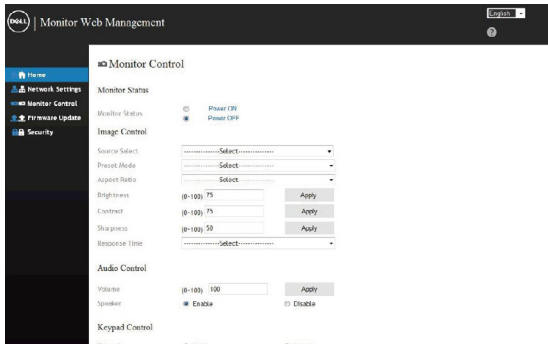 DELL | Monitor Web Management
English
?
Home
Network Settings
Monitor Control
Firmware Update
Security
Monitor Control
Monitor Status
Monitor Status
Power ON
Power OFF
Image Control
Source Select ---------------Select---------------
Preset Mode ---------------Select---------------
Aspect Ratio ---------------Select---------------
Brightness (0-100) 75 Apply
Contrast (0-100) 75 Apply
Sharpness (0-100) 50 Apply
Response Time ---------------Select---------------
Audio Control
Volume (0-100) 100 Apply
Speaker Enable Disable
Keypad Control